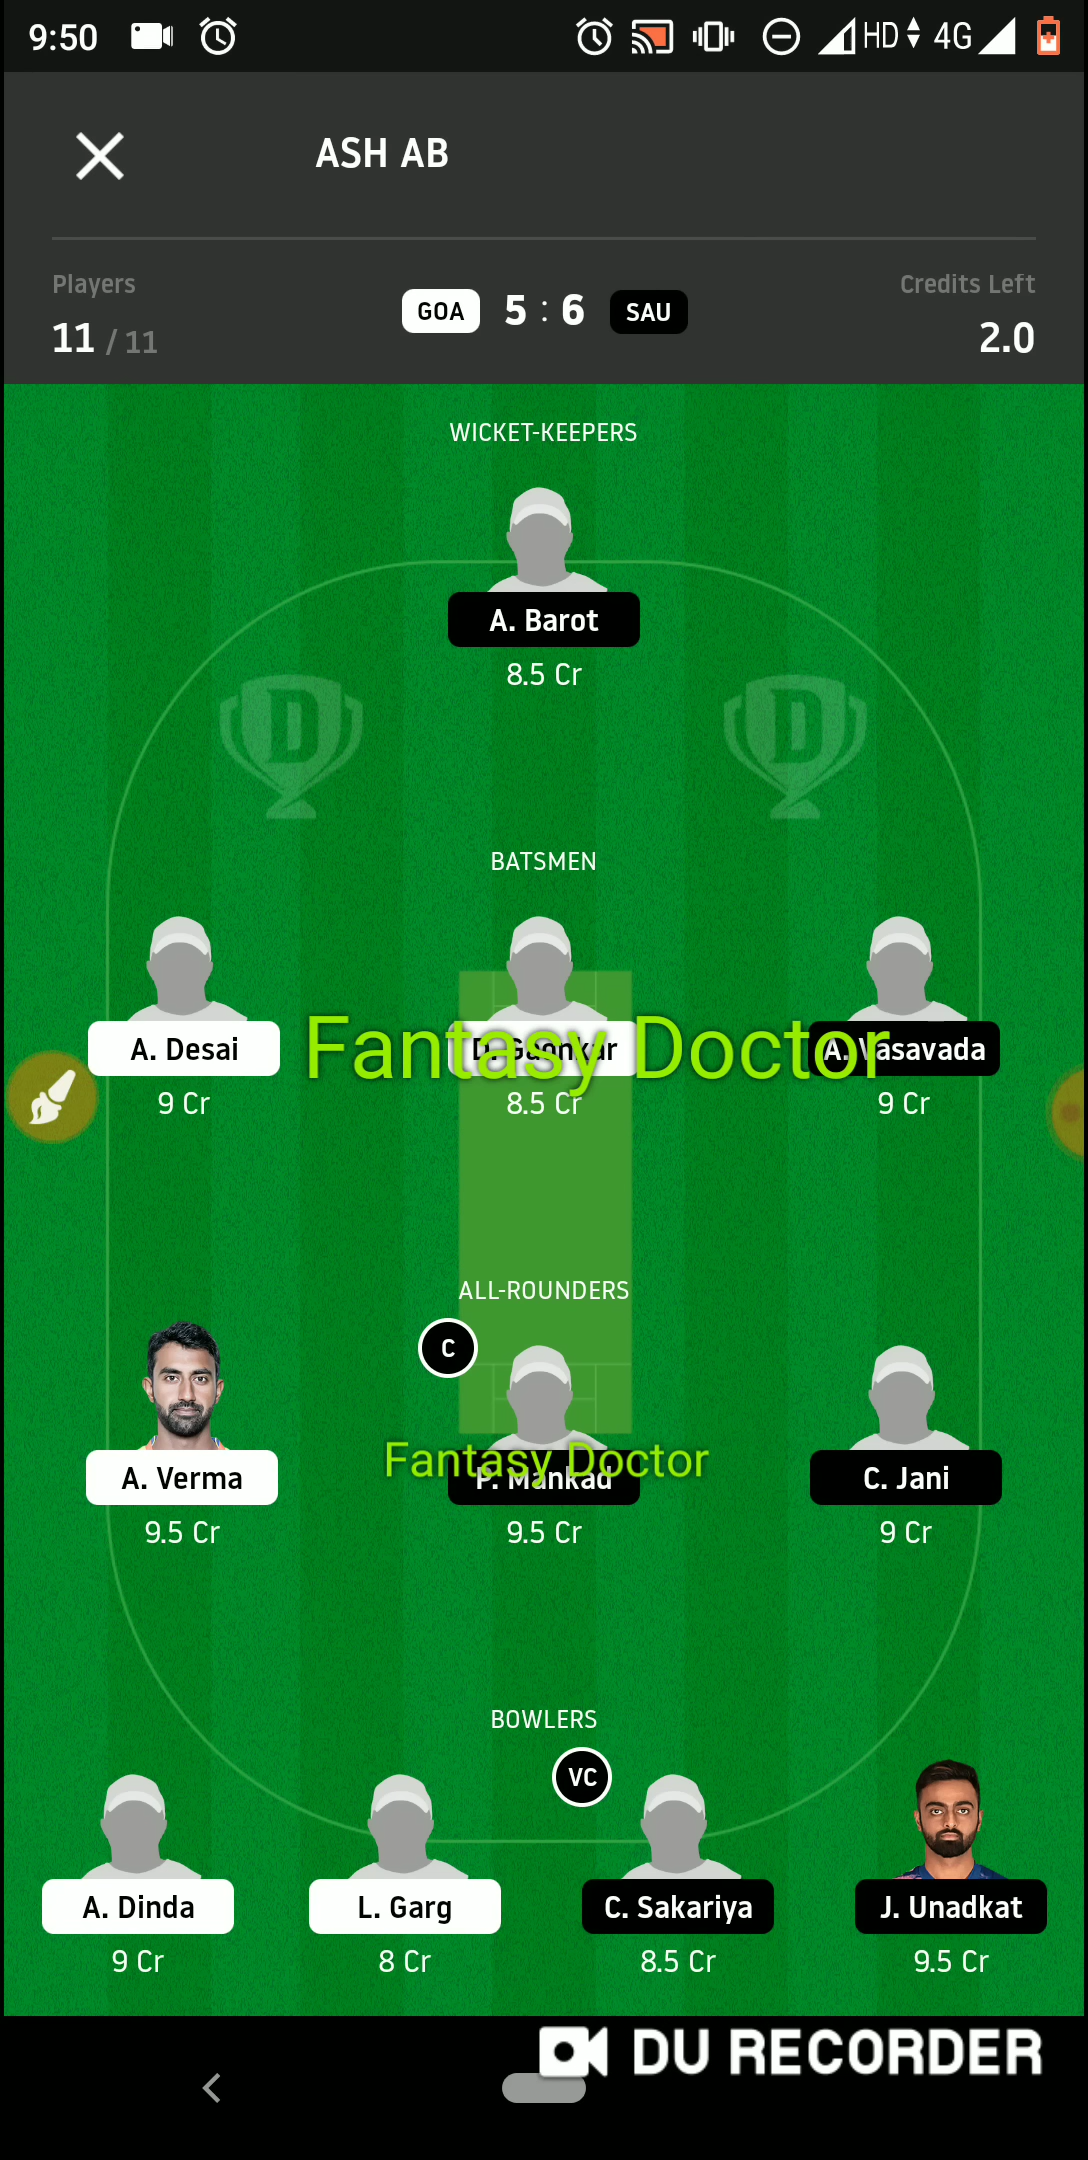 9:50 HD 4G
ASH AB
Players
Credits Left
GOA 5 : 6 SAU
11 / 11
2.0
WICKET-KEEPERS
A. Barot
8.5 Cr
BATSMEN
A. Desai
D. Gaonkar
A. Vasavada
Fantasy Doctor
9 Cr
8.5 Cr
9 Cr
ALL-ROUNDERS
C
A. Verma
P. Mankad
C. Jani
Fantasy Doctor
9.5 Cr
9.5 Cr
9 Cr
BOWLERS
VC
A. Dinda
L. Garg
C. Sakariya
J. Unadkat
9 Cr
8 Cr
8.5 Cr
9.5 Cr
DU RECORDER